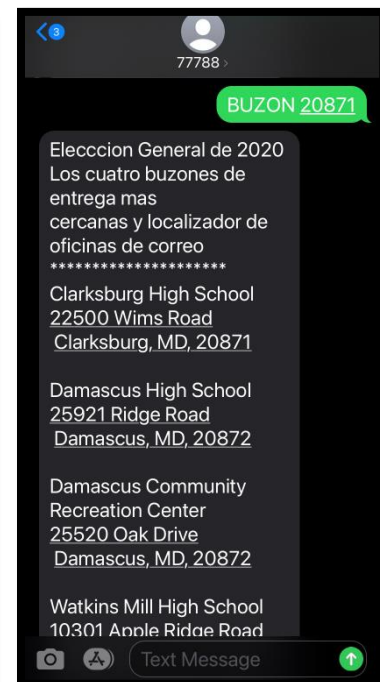 3
77788 >
BUZON 20871
Elecccion General de 2020
Los cuatro buzones de
entrega mas
cercanas y localizador de
oficinas de correo
*********************
Clarksburg High School
22500 Wims Road
Clarksburg, MD, 20871
Damascus High School
25921 Ridge Road
Damascus, MD, 20872
Damascus Community
Recreation Center
25520 Oak Drive
Damascus, MD, 20872
Watkins Mill High School
10301 Apple Ridge Road
Text Message